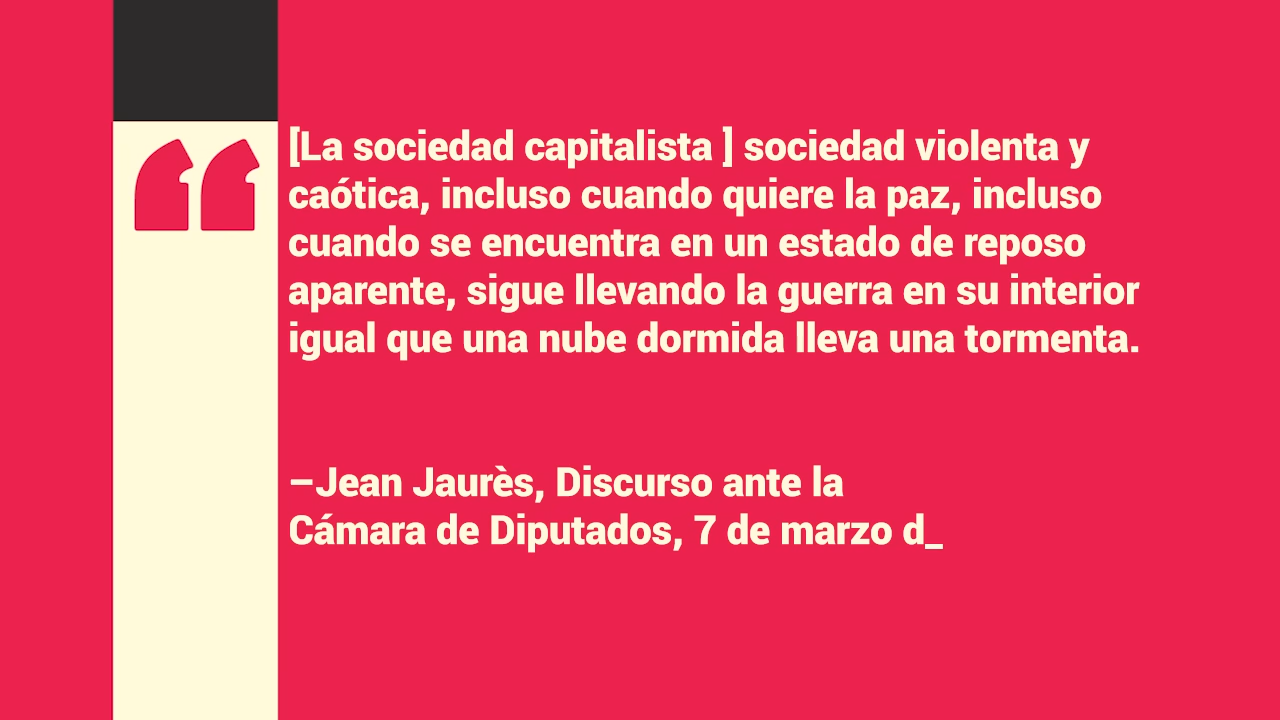 [La sociedad capitalista ] sociedad violenta y
caótica, incluso cuando quiere la paz, incluso
cuando se encuentra en un estado de reposo
aparente, sigue llevando la guerra en su interior
igual que una nube dormida lleva una tormenta.
–Jean Jaurès, Discurso ante la
Cámara de Diputados, 7 de marzo d_